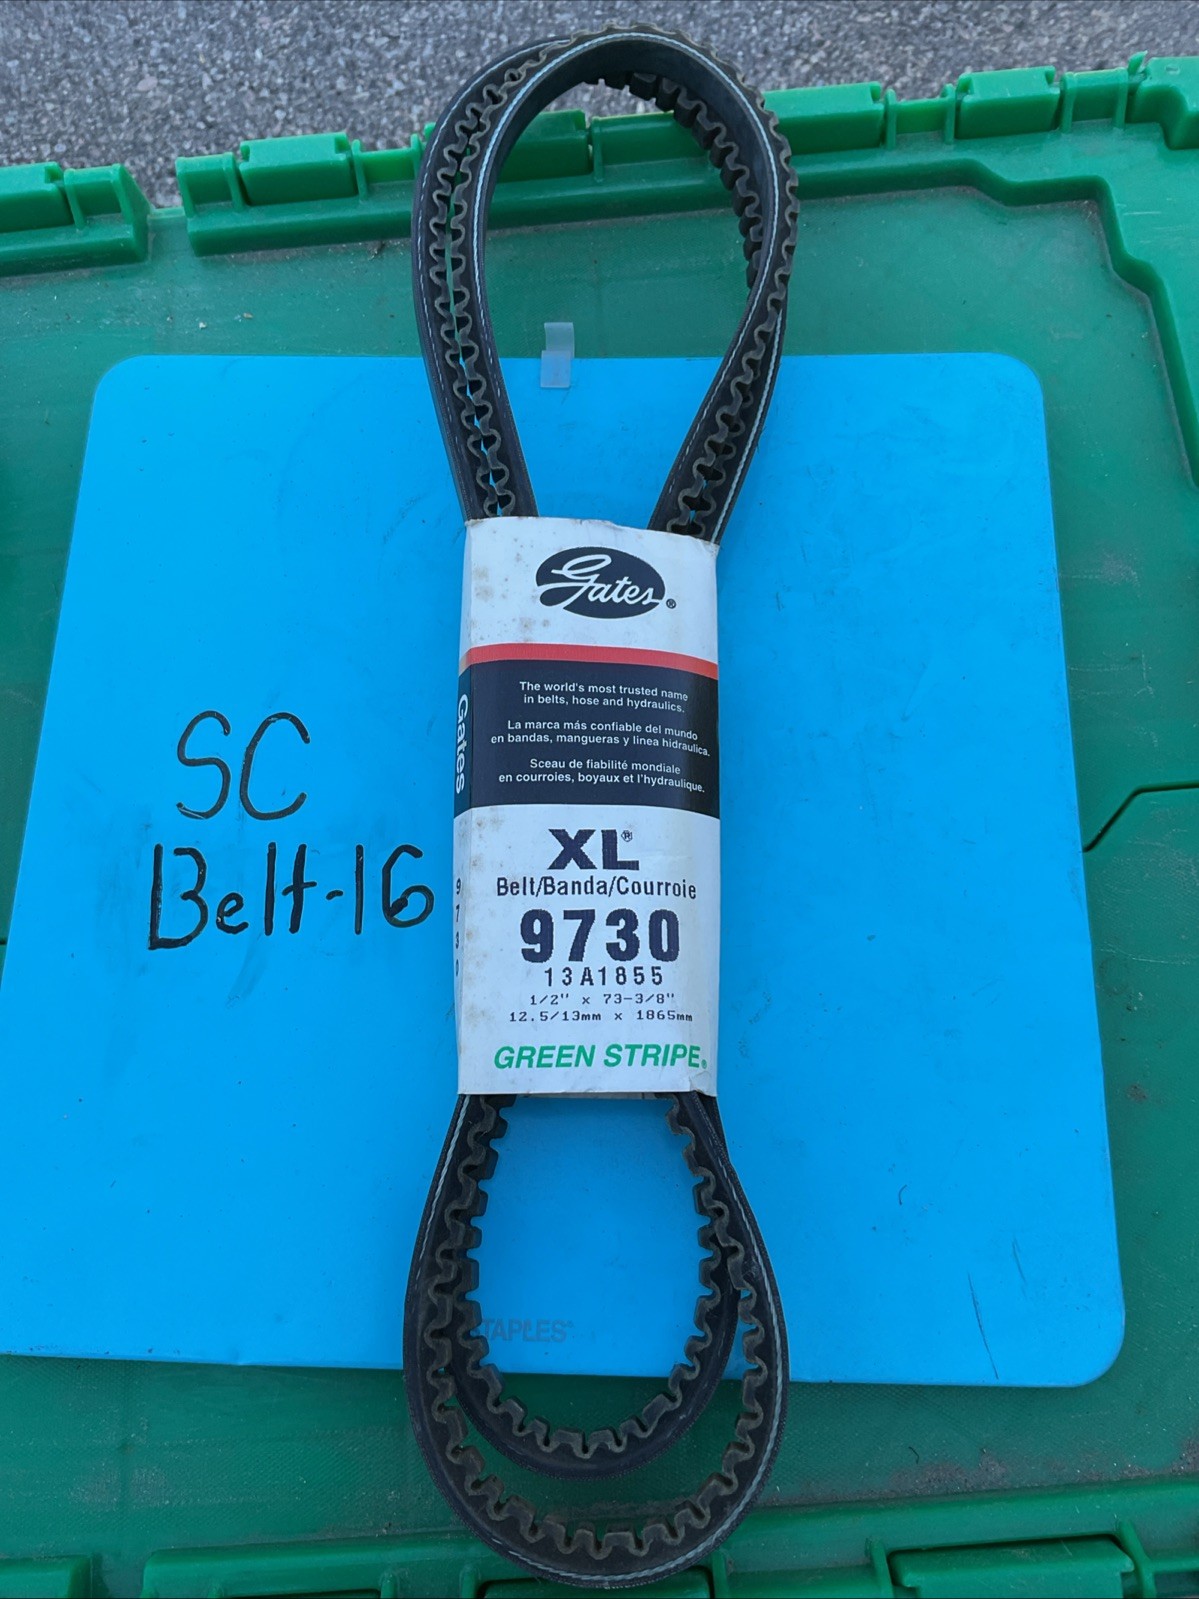 Gates®
The world's most trusted name
in belts, hose and hydraulics.
La marca más confiable del mundo
en bandas, mangueras y linea hidraulica.
Sceau de fiabilité mondiale
en courroies, boyaux et l'hydraulique.
XL®
Belt/Banda/Courroie
9730
13A1855
1/2" x 73-3/8"
12.5/13mm x 1865mm
GREEN STRIPE®
Gates
9730
SC
Belt-16
STAPLES